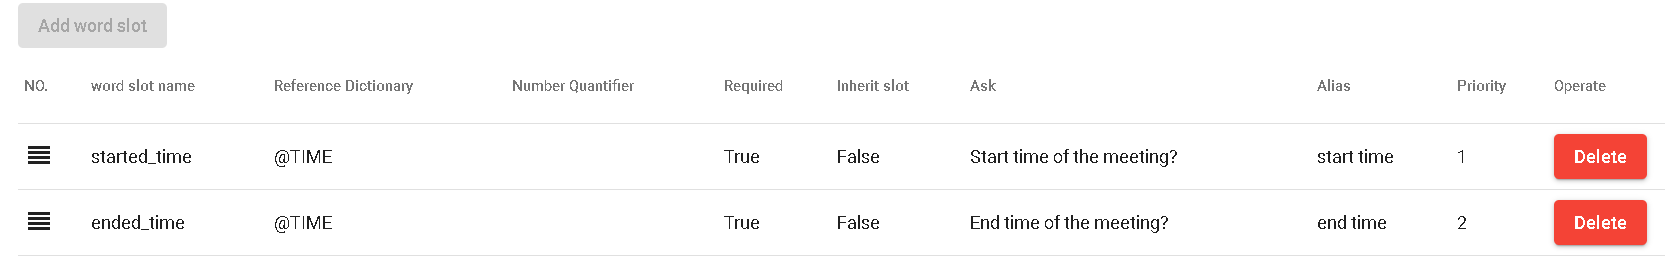 Add word slot
NO. word slot name Reference Dictionary Number Quantifier Required Inherit slot Ask Alias Priority Operate
started_time @TIME True False Start time of the meeting? start time 1 Delete
ended_time @TIME True False End time of the meeting? end time 2 Delete